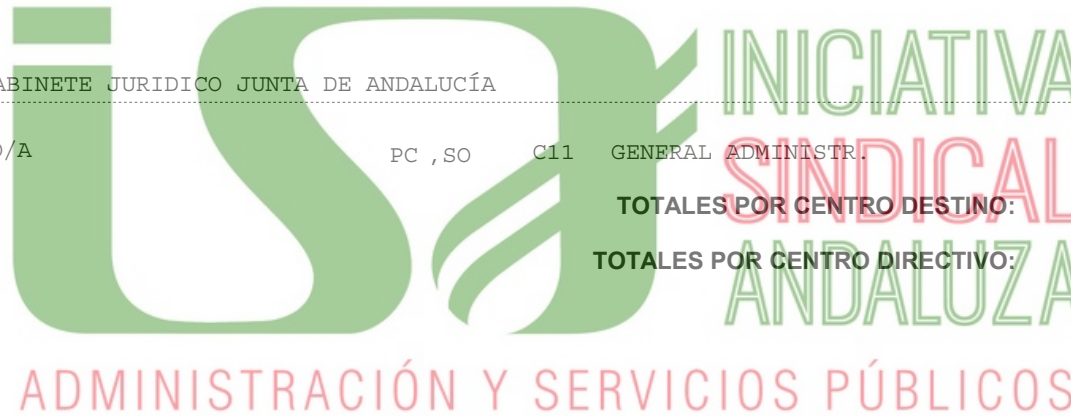 isa
INICIATIVA
ABINETE JURIDICO JUNTA DE ANDALUCÍA
O/A PC ,SO C11 GENERAL ADMINISTR.
SINDICAL
TOTALES POR CENTRO DESTINO:
TOTALES POR CENTRO DIRECTIVO:
ANDALUZA
ADMINISTRACIÓN Y SERVICIOS PÚBLICOS